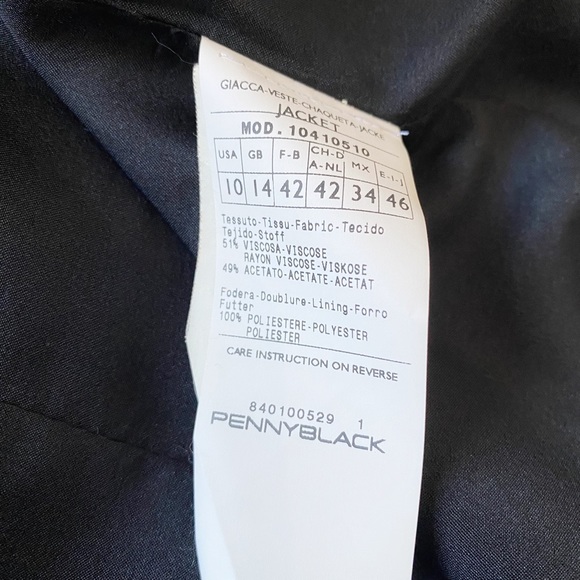 GIACCA-VESTE-CHAQUETA-JACKE
JACKET
MOD. 10410510
USA GB F-B CH-D A-NL MX E-I-J
10 14 42 42 34 46
Tessuto-Tissu-Fabric-Tecido
Tejido-Stoff
51% VISCOSA-VISCOSE
RAYON VISCOSE-VISKOSE
49% ACETATO-ACETATE-ACETAT
Fodera-Doublure-Lining-Forro
Futter
100% POLIESTERE-POLYESTER
POLIESTER
CARE INSTRUCTION ON REVERSE
840100529 1
PENNYBLACK